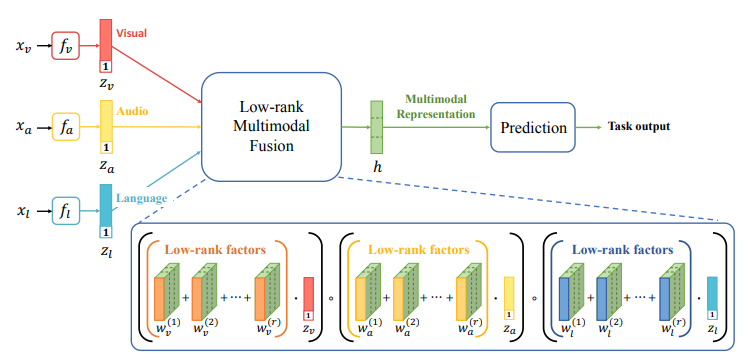 Visual
x_v f_v
1
z_v
Audio
x_a f_a
1
z_a
Language
x_l f_l
1
z_l
Low-rank
Multimodal
Fusion
Multimodal
Representation
h
Prediction
Task output
Low-rank factors
w_v^(1) + w_v^(2) + ⋯ + w_v^(r) · 1 z_v
∘
Low-rank factors
w_a^(1) + w_a^(2) + ⋯ + w_a^(r) · 1 z_a
∘
Low-rank factors
w_l^(1) + w_l^(2) + ⋯ + w_l^(r) · 1 z_l